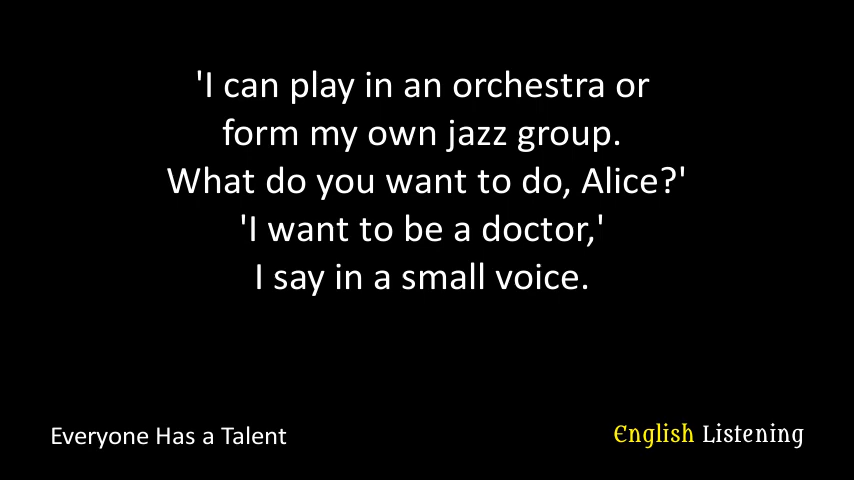 'I can play in an orchestra or
form my own jazz group.
What do you want to do, Alice?'
'I want to be a doctor,'
I say in a small voice.
Everyone Has a Talent
English Listening